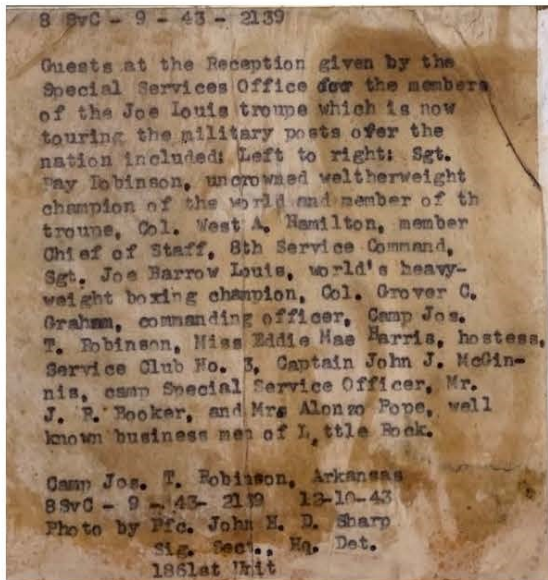 8 SvC - 9 - 43 - 2139
Guests at the Reception given by the
Special Services Office for the members
of the Joe Louis troupe which is now
touring the military posts over the
nation included: Left to right: Sgt.
Ray Robinson, uncrowned weltherweight
champion of the world and member of th
troupe, Col. West A. Hamilton, member
Chief of Staff, 8th Service Command,
Sgt. Joe Barrow Louis, world's heavy-
weight boxing champion, Col. Grover C.
Graham, commanding officer, Camp Jos.
T. Robinson, Miss Eddie Mae Harris, hostess,
Service Club No. 3, Captain John J. McGin-
nis, camp Special Service Officer, Mr.
J. R. Booker, and Mrs Alonzo Pope, well
known business men of Little Rock.
Camp Jos. T. Robinson, Arkansas
8SvC - 9 - 43- 2139 12-10-43
Photo by Pfc. John H. D. Sharp
Sig. Sect., Hq. Det.
1861st Unit